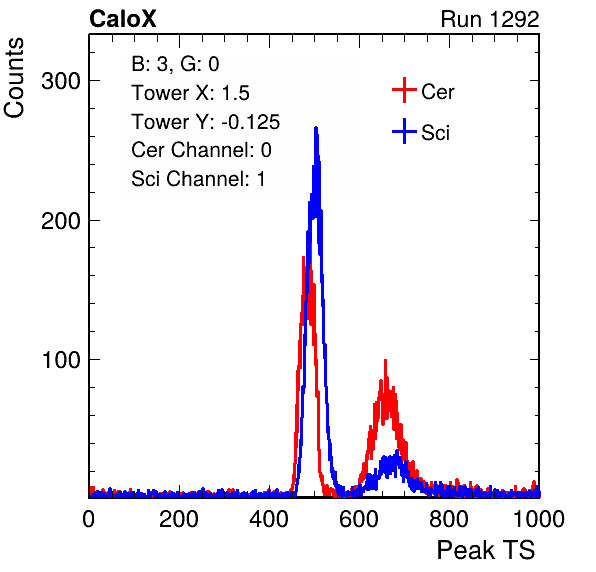 CaloX Run 1292
Counts
B: 3, G: 0
Tower X: 1.5
Tower Y: -0.125
Cer Channel: 0
Sci Channel: 1
Cer
Sci
300
200
100
0 200 400 600 800 1000
Peak TS